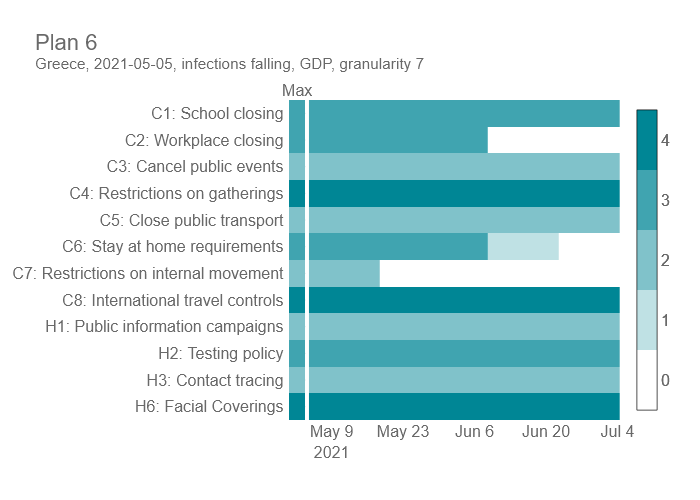 Plan 6
Greece, 2021-05-05, infections falling, GDP, granularity 7
Max
C1: School closing
C2: Workplace closing
C3: Cancel public events
C4: Restrictions on gatherings
C5: Close public transport
C6: Stay at home requirements
C7: Restrictions on internal movement
C8: International travel controls
H1: Public information campaigns
H2: Testing policy
H3: Contact tracing
H6: Facial Coverings
May 9 May 23 Jun 6 Jun 20 Jul 4
2021
4
3
2
1
0